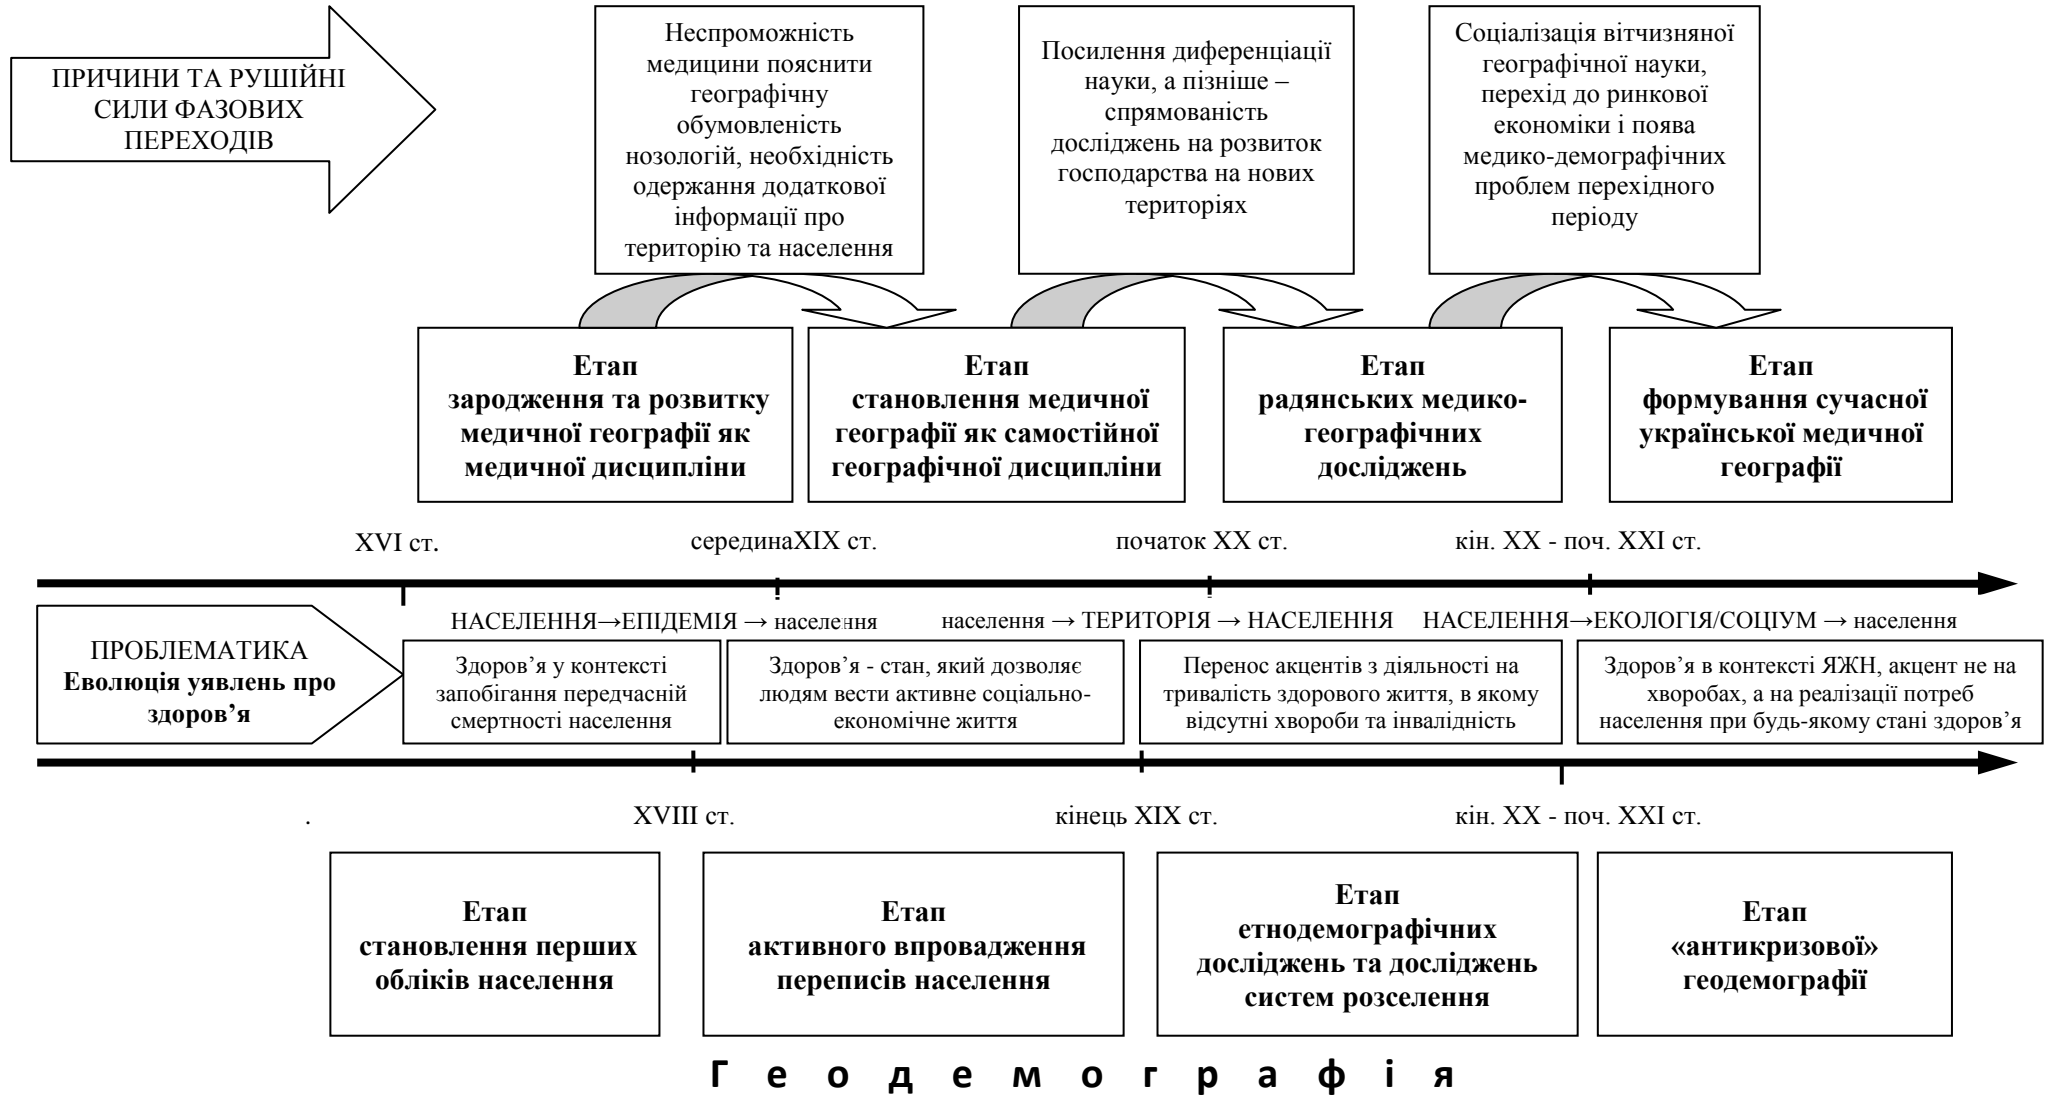 ПРИЧИНИ ТА РУШІЙНІ
СИЛИ ФАЗОВИХ
ПЕРЕХОДІВ
Неспроможність
медицини пояснити
географічну
обумовленість
нозологій, необхідність
одержання додаткової
інформації про
територію та населення
Посилення диференціації
науки, а пізніше –
спрямованість
досліджень на розвиток
господарства на нових
територіях
Соціалізація вітчизняної
географічної науки,
перехід до ринкової
економіки і поява
медико-демографічних
проблем перехідного
періоду
Етап
зародження та розвитку
медичної географії як
медичної дисципліни
Етап
становлення медичної
географії як самостійної
географічної дисципліни
Етап
радянських медико-
географічних
досліджень
Етап
формування сучасної
української медичної
географії
XVI ст.
серединаXIX ст.
початок XX ст.
кін. XX - поч. XXI ст.
НАСЕЛЕННЯ→ЕПІДЕМІЯ → населення
населення → ТЕРИТОРІЯ → НАСЕЛЕННЯ
НАСЕЛЕННЯ→ЕКОЛОГІЯ/СОЦІУМ → населення
ПРОБЛЕМАТИКА
Еволюція уявлень про
здоров’я
Здоров’я у контексті
запобігання передчасній
смертності населення
Здоров’я - стан, який дозволяє
людям вести активне соціально-
економічне життя
Перенос акцентів з діяльності на
тривалість здорового життя, в якому
відсутні хвороби та інвалідність
Здоров’я в контексті ЯЖН, акцент не на
хворобах, а на реалізації потреб
населення при будь-якому стані здоров’я
.
XVIII ст.
кінець XIX ст.
кін. XX - поч. XXI ст.
Етап
становлення перших
обліків населення
Етап
активного впровадження
переписів населення
Етап
етнодемографічних
досліджень та досліджень
систем розселення
Етап
«антикризової»
геодемографії
Г е о д е м о г р а ф і я